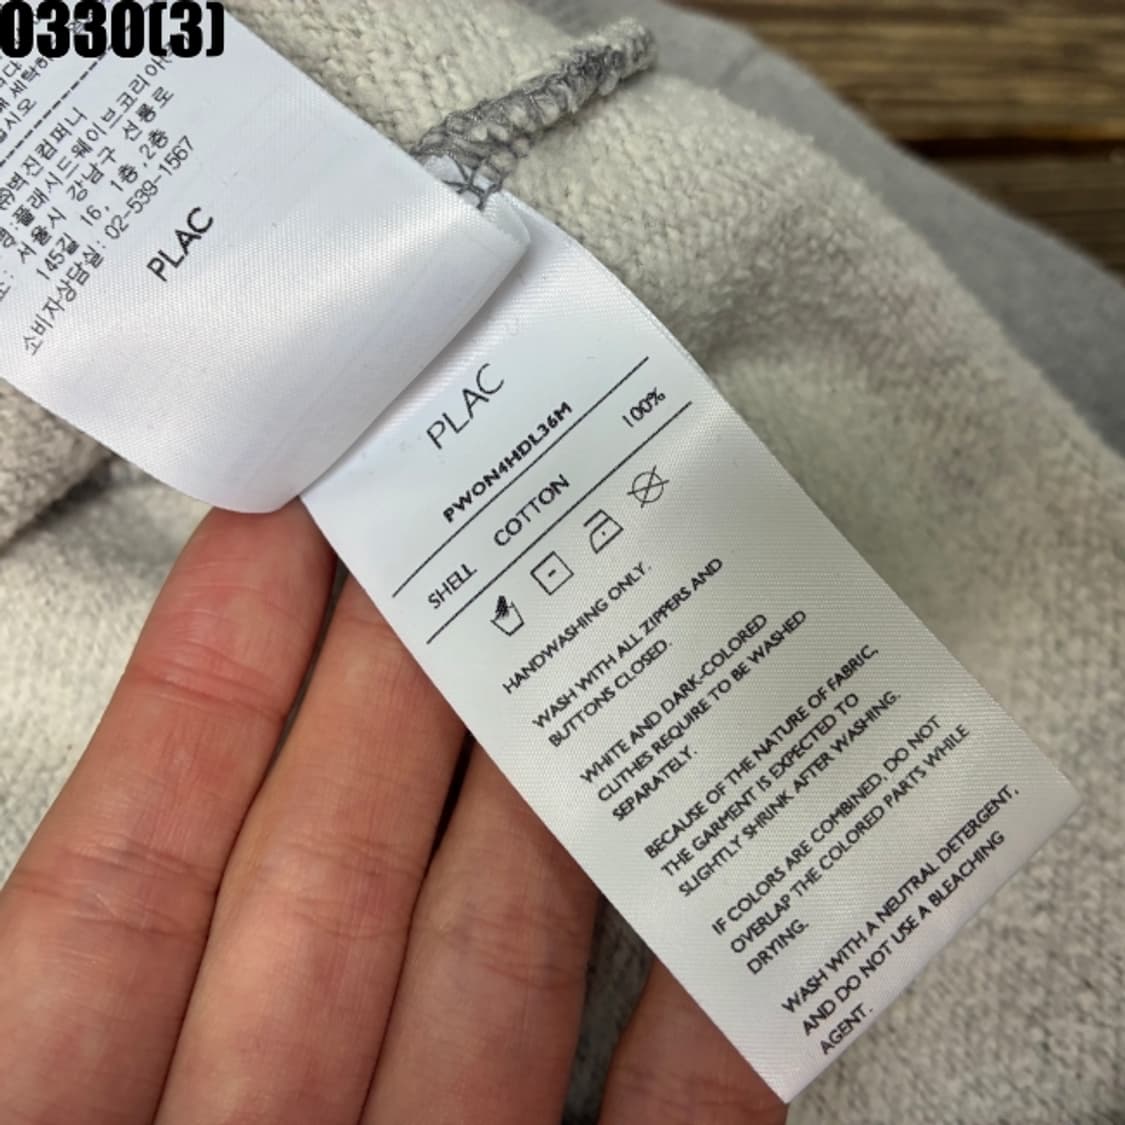 0330(3)
세탁하
십시오
㈜벽진컴퍼니
플래시드웨이브코리아
서울시 강남구 선릉로
145길 16, 1층, 2층
소비자상담실: 02-539-1567
PLAC
PLAC
PWON4HDL36M
SHELL COTTON 100%
HANDWASHING ONLY.
WASH WITH ALL ZIPPERS AND
BUTTONS CLOSED.
WHITE AND DARK-COLORED
CLITHES REQUIRE TO BE WASHED
SEPARATELY.
BECAUSE OF THE NATURE OF FABRIC,
THE GARMENT IS EXPECTED TO
SLIGHTLY SHRINK AFTER WASHING.
IF COLORS ARE COMBINED, DO NOT
OVERLAP THE COLORED PARTS WHILE
DRYING.
WASH WITH A NEUTRAL DETERGENT,
AND DO NOT USE A BLEACHING
AGENT.